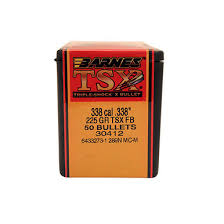 BARNES
TSX
TRIPLE-SHOCK X BULLET
338 cal .338"
225 GR TSX FB
50 BULLETS
30412